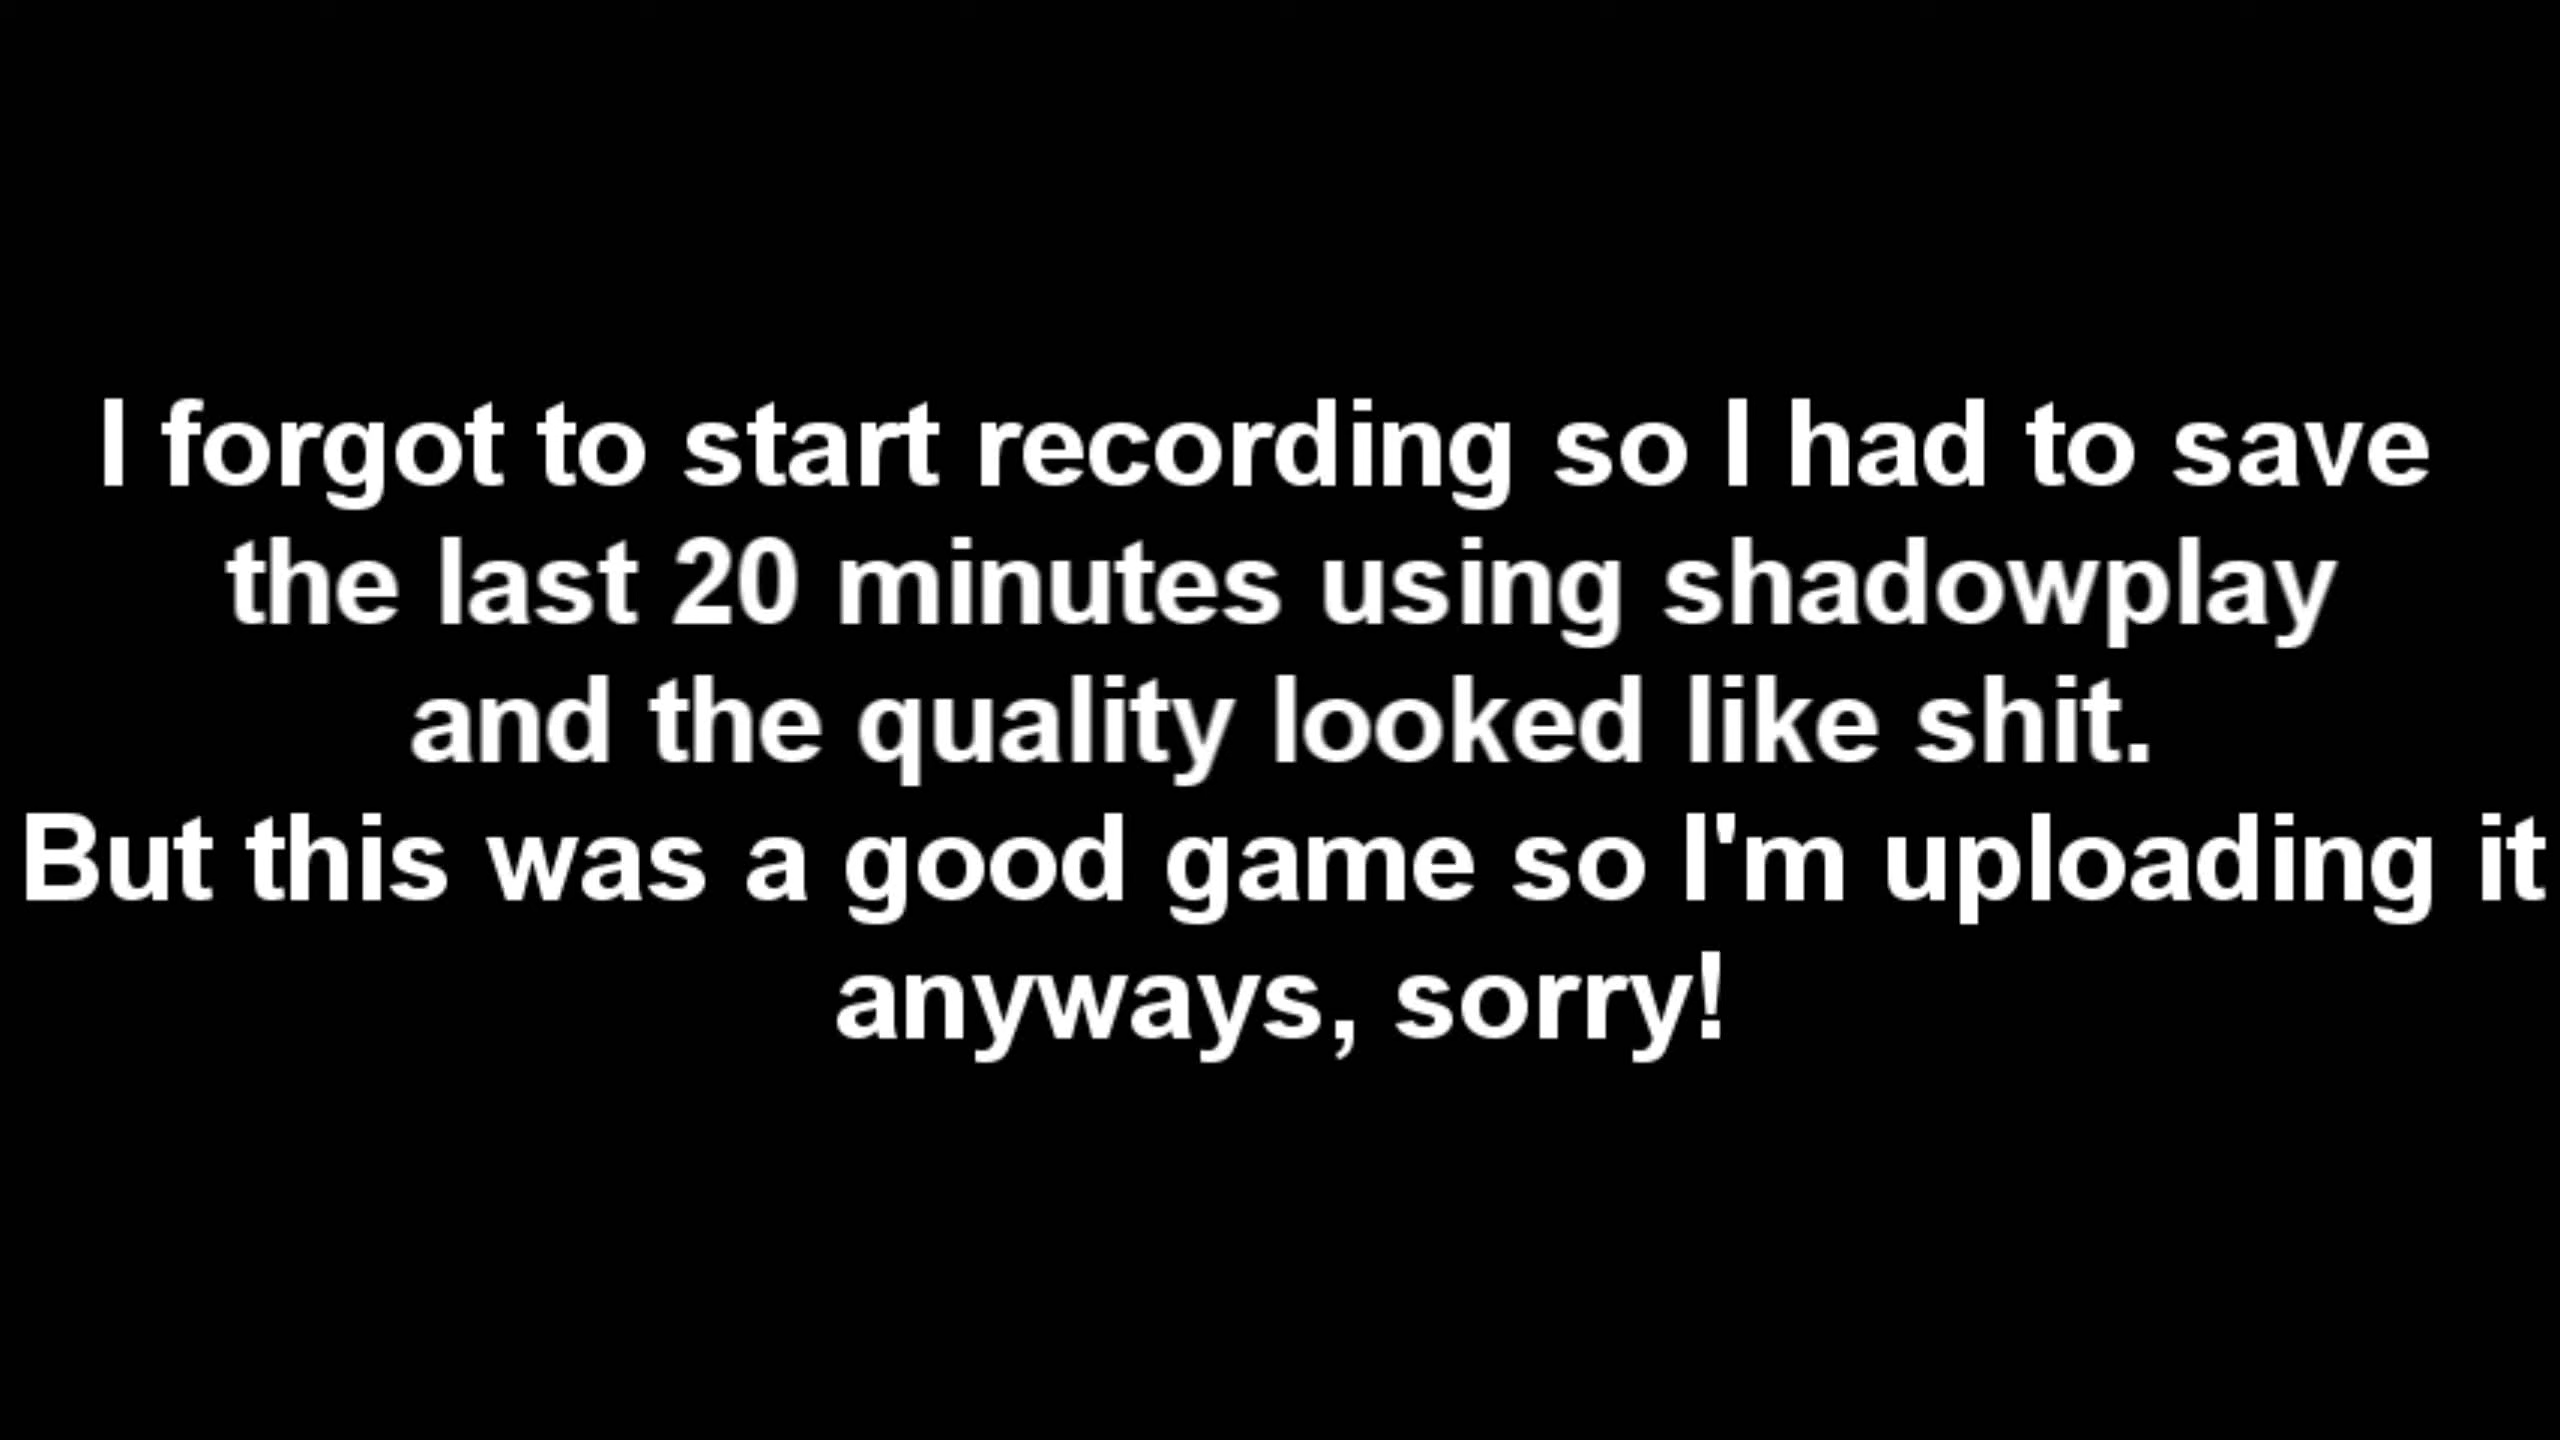 I forgot to start recording so I had to save
the last 20 minutes using shadowplay
and the quality looked like shit.
But this was a good game so I'm uploading it
anyways, sorry!